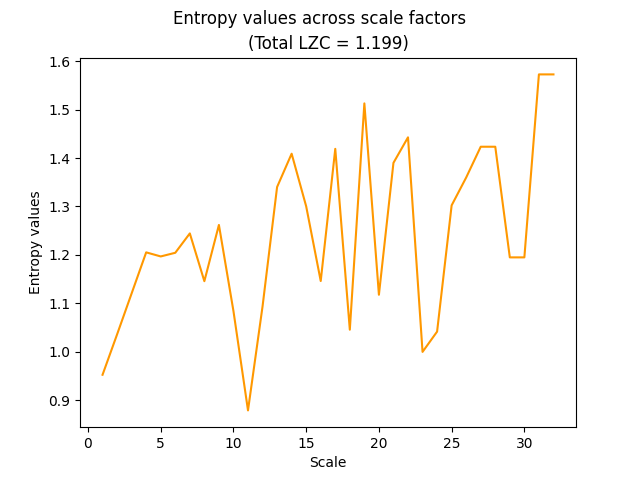 Entropy values across scale factors
(Total LZC = 1.199)
1.6
1.5
1.4
1.3
1.2
1.1
1.0
0.9
Entropy values
0 5 10 15 20 25 30
Scale